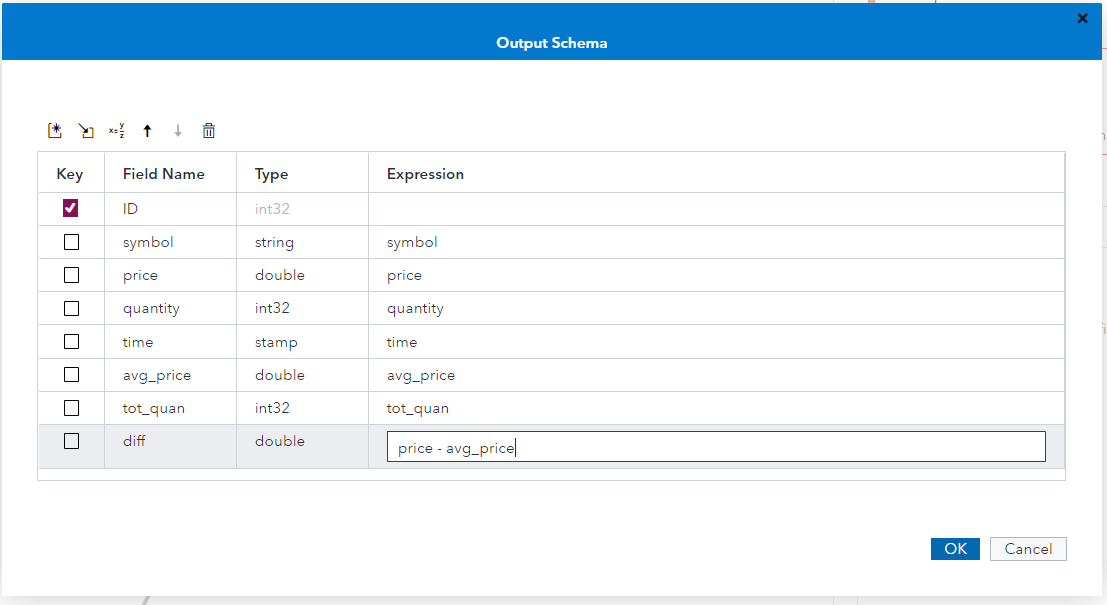 Output Schema
x= y/z
Key Field Name Type Expression
ID int32
symbol string symbol
price double price
quantity int32 quantity
time stamp time
avg_price double avg_price
tot_quan int32 tot_quan
diff double price - avg_price
OK Cancel